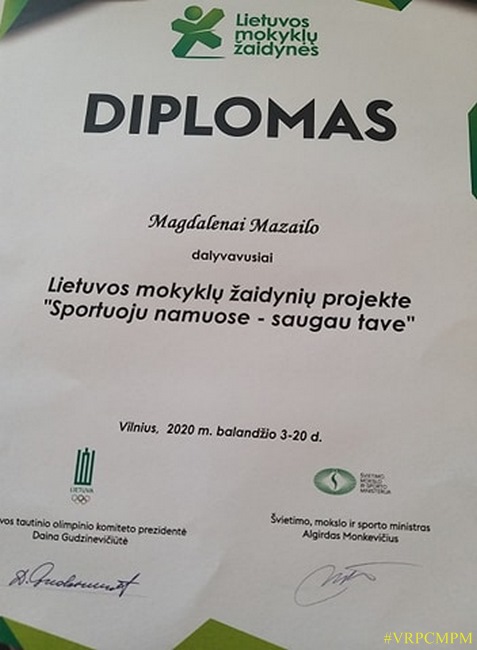 Lietuvos
mokyklų
žaidynės
DIPLOMAS
Magdalenai Mazailo
dalyvavusiai
Lietuvos mokyklų žaidynių projekte
"Sportuoju namuose - saugau tave"
Vilnius, 2020 m. balandžio 3-20 d.
LIETUVA
ŠVIETIMO
MOKSLO
IR SPORTO
MINISTERIJA
vos tautinio olimpinio komiteto prezidentė
Daina Gudzinevičiūtė
Švietimo, mokslo ir sporto ministras
Algirdas Monkevičius
#VRPCMPM